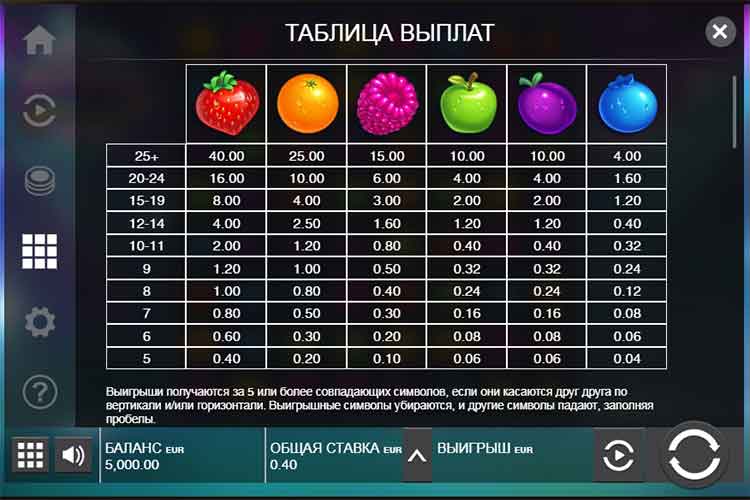 ТАБЛИЦА ВЫПЛАТ
25+ 40.00 25.00 15.00 10.00 10.00 4.00
20-24 16.00 10.00 6.00 4.00 4.00 1.60
15-19 8.00 4.00 3.00 2.00 2.00 1.20
12-14 4.00 2.50 1.60 1.20 1.20 0.40
10-11 2.00 1.20 0.80 0.40 0.40 0.32
9 1.20 1.00 0.50 0.32 0.32 0.24
8 1.00 0.80 0.40 0.24 0.24 0.12
7 0.80 0.50 0.30 0.16 0.16 0.08
6 0.60 0.30 0.20 0.08 0.08 0.06
5 0.40 0.20 0.10 0.06 0.06 0.04
Выигрыши получаются за 5 или более совпадающих символов, если они касаются друг друга по
вертикали и/или горизонтали. Выигрышные символы убираются, и другие символы падают, заполняя
пробелы.
БАЛАНС EUR ОБЩАЯ СТАВКА EUR ВЫИГРЫШ EUR
5,000.00 0.40